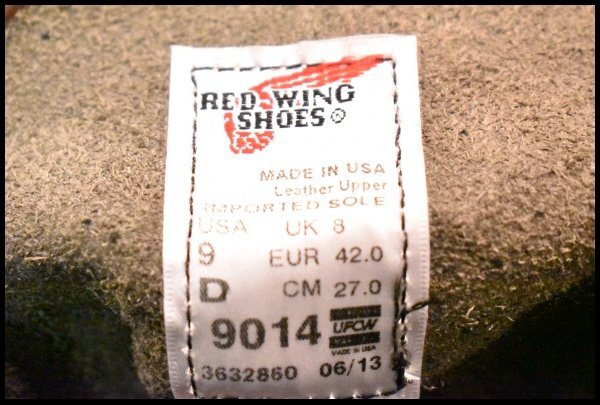 RED WING
SHOES®
MADE IN USA
Leather Upper
IMPORTED SOLE
USA UK 8
9 EUR 42.0
D CM 27.0
9014 UFCW
MADE IN USA
3632860 06/13